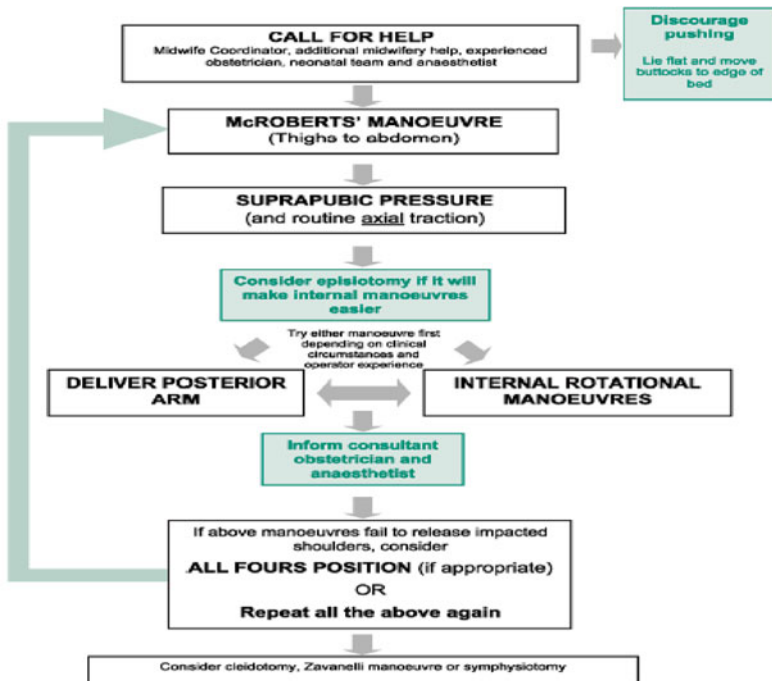 CALL FOR HELP
Midwife Coordinator, additional midwifery help, experienced
obstetrician, neonatal team and anaesthetist
Discourage
pushing
Lie flat and move
buttocks to edge of
bed
McROBERTS' MANOEUVRE
(Thighs to abdomen)
SUPRAPUBIC PRESSURE
(and routine axial traction)
Consider episiotomy if it will
make internal manoeuvres
easier
Try either manoeuvre first
depending on clinical
circumstances and
operator experience
DELIVER POSTERIOR
ARM
INTERNAL ROTATIONAL
MANOEUVRES
Inform consultant
obstetrician and
anaesthetist
If above manoeuvres fail to release impacted
shoulders, consider
ALL FOURS POSITION (if appropriate)
OR
Repeat all the above again
Consider cleidotomy, Zavanelli manoeuvre or symphysiotomy